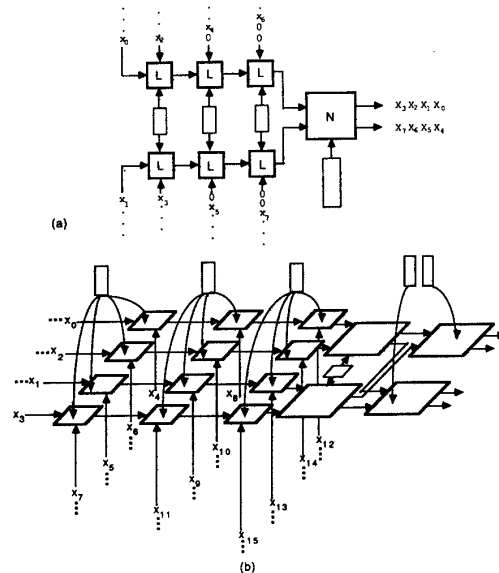 x₆
x₀ x₂ x₄ 0
0 0
L L L
N
X₃ X₂ X₁ X₀
X₇ X₆ X₅ X₄
L L L
x₁ x₃ 0 0
x₅ 0
x₇
(a)
x₀
x₂
x₁ x₄ x₈
x₃
x₆ x₁₀ x₁₂
x₅ x₉ x₁₄
x₇ x₁₁ x₁₃
x₁₅
(b)